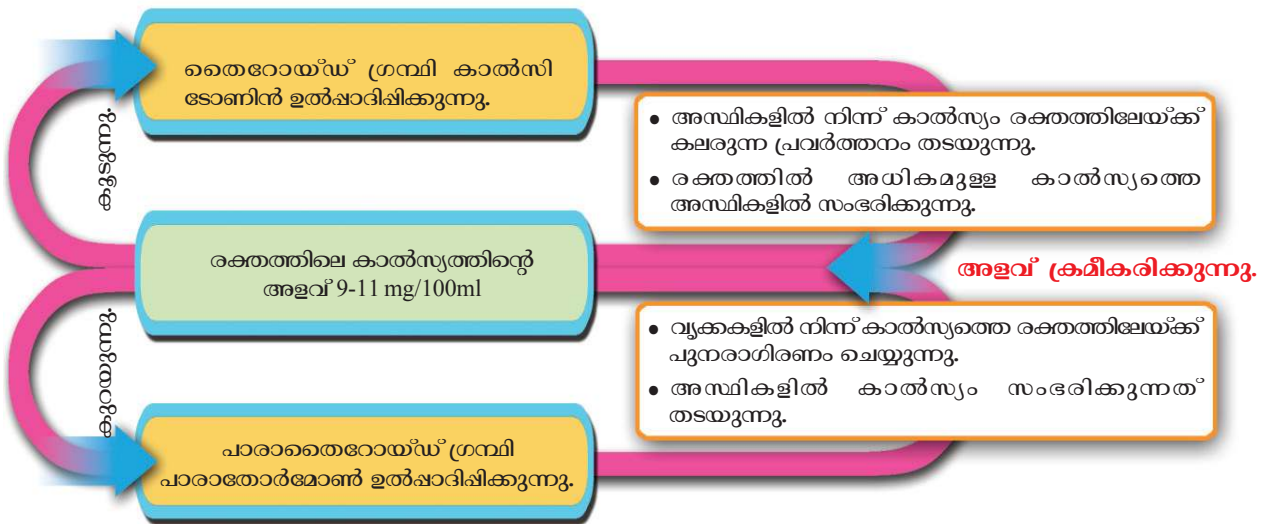 തൈറോയ്ഡ് ഗ്രന്ഥി കാൽസി
ടോണിൻ ഉൽപ്പാദിപ്പിക്കുന്നു.
കൂടുന്നു.
• അസ്ഥികളിൽ നിന്ന് കാൽസ്യം രക്തത്തിലേയ്ക്ക്
കലരുന്ന പ്രവർത്തനം തടയുന്നു.
• രക്തത്തിൽ അധികമുള്ള കാൽസ്യത്തെ
അസ്ഥികളിൽ സംഭരിക്കുന്നു.
രക്തത്തിലെ കാൽസ്യത്തിന്റെ
അളവ് 9-11 mg/100ml
അളവ് ക്രമീകരിക്കുന്നു.
കുറയുന്നു.
• വൃക്കകളിൽ നിന്ന് കാൽസ്യത്തെ രക്തത്തിലേയ്ക്ക്
പുനരാഗിരണം ചെയ്യുന്നു.
• അസ്ഥികളിൽ കാൽസ്യം സംഭരിക്കുന്നത്
തടയുന്നു.
പാരാതൈറോയ്ഡ് ഗ്രന്ഥി
പാരാതോർമോൺ ഉൽപ്പാദിപ്പിക്കുന്നു.